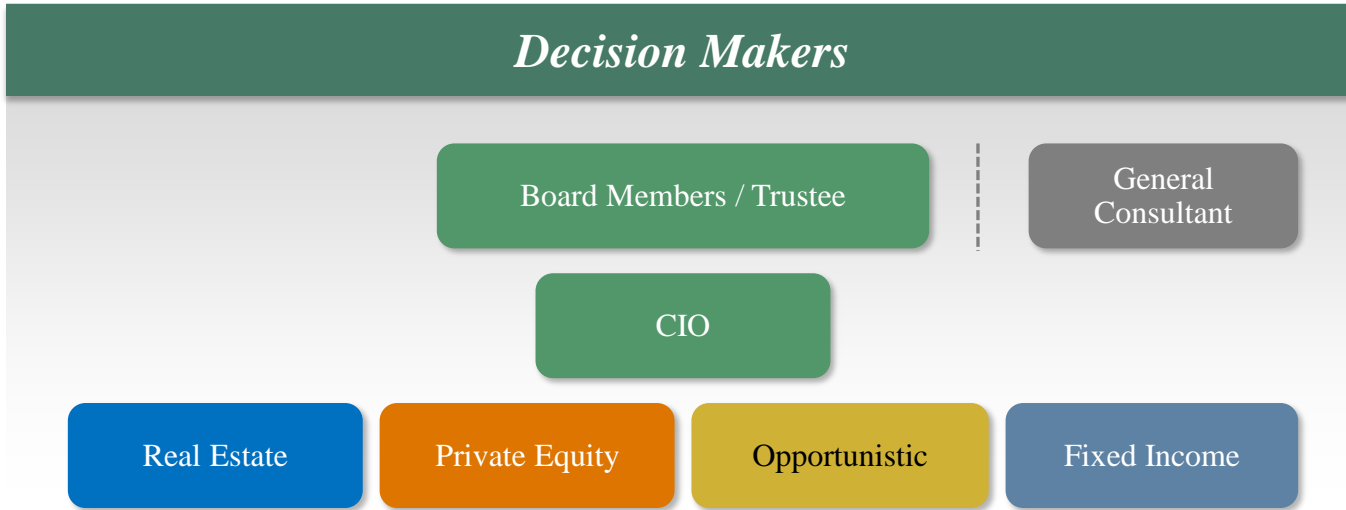 Decision Makers
Board Members / Trustee
General
Consultant
CIO
Real Estate
Private Equity
Opportunistic
Fixed Income